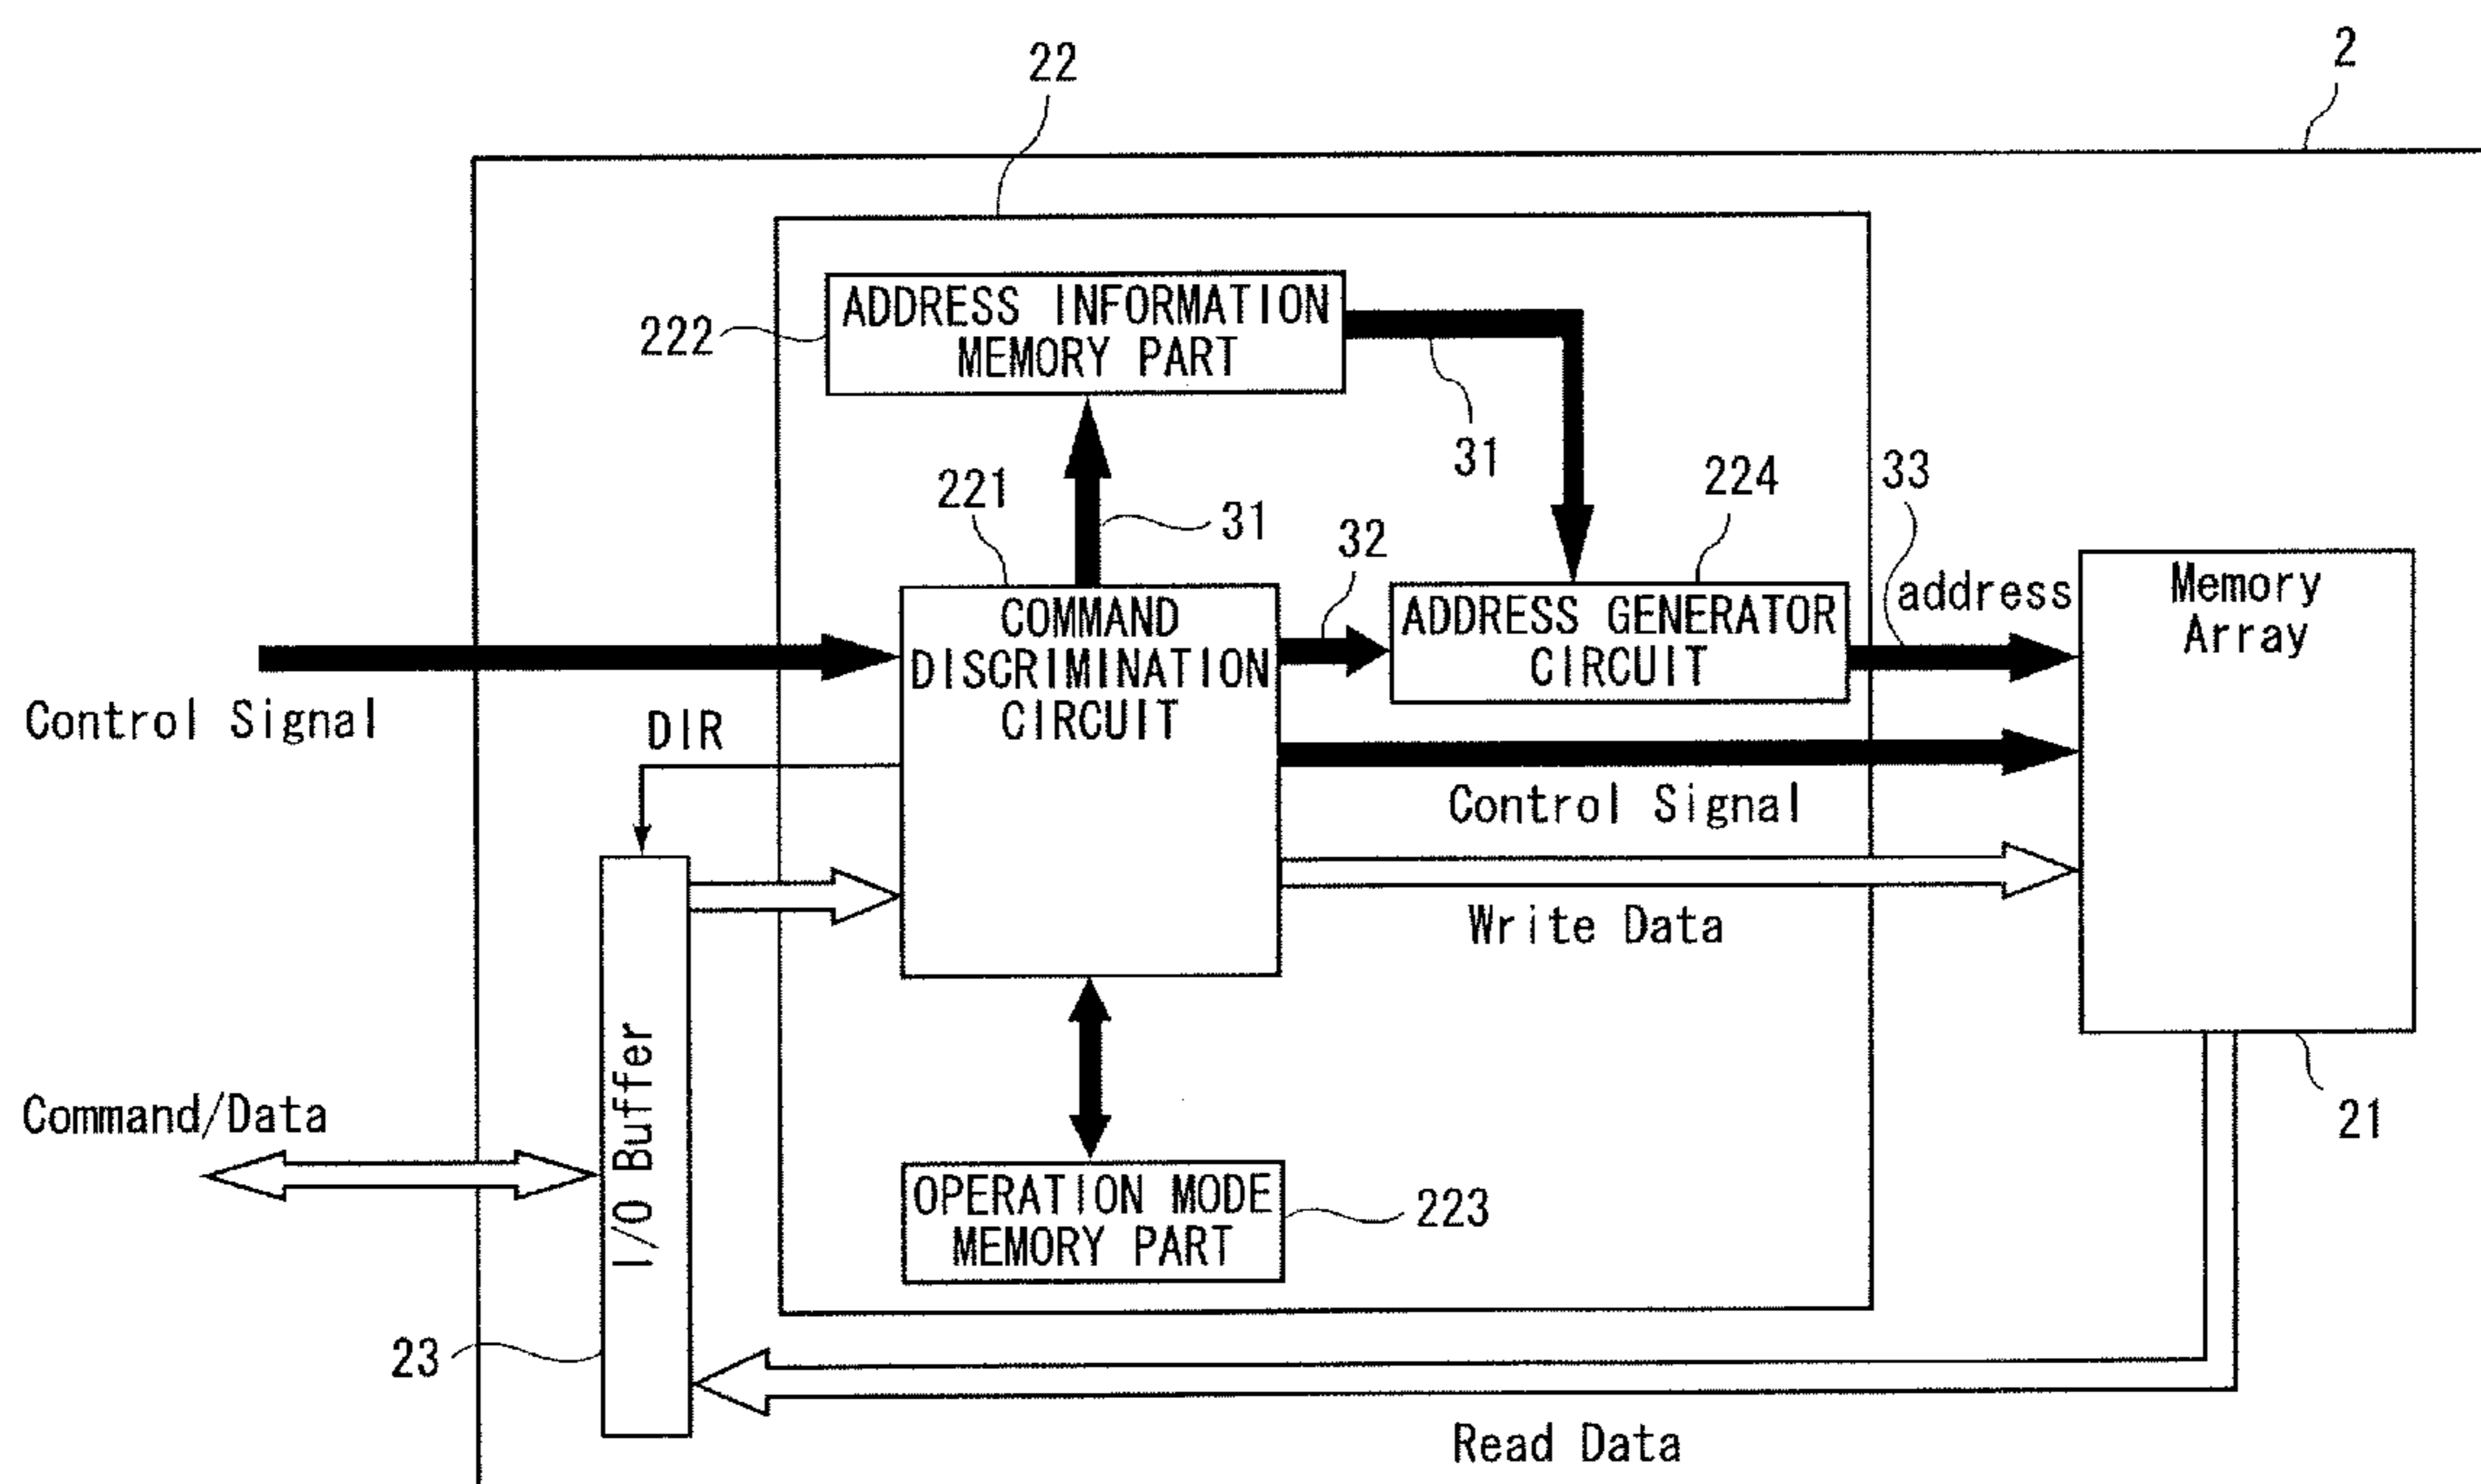 2
22
ADDRESS INFORMATION
MEMORY PART
222
31
221
31
32
224
33
address
Memory
Array
COMMAND
DISCRIMINATION
CIRCUIT
ADDRESS GENERATOR
CIRCUIT
Control Signal
DIR
Control Signal
Write Data
I/O Buffer
Command/Data
21
OPERATION MODE
MEMORY PART
223
23
Read Data